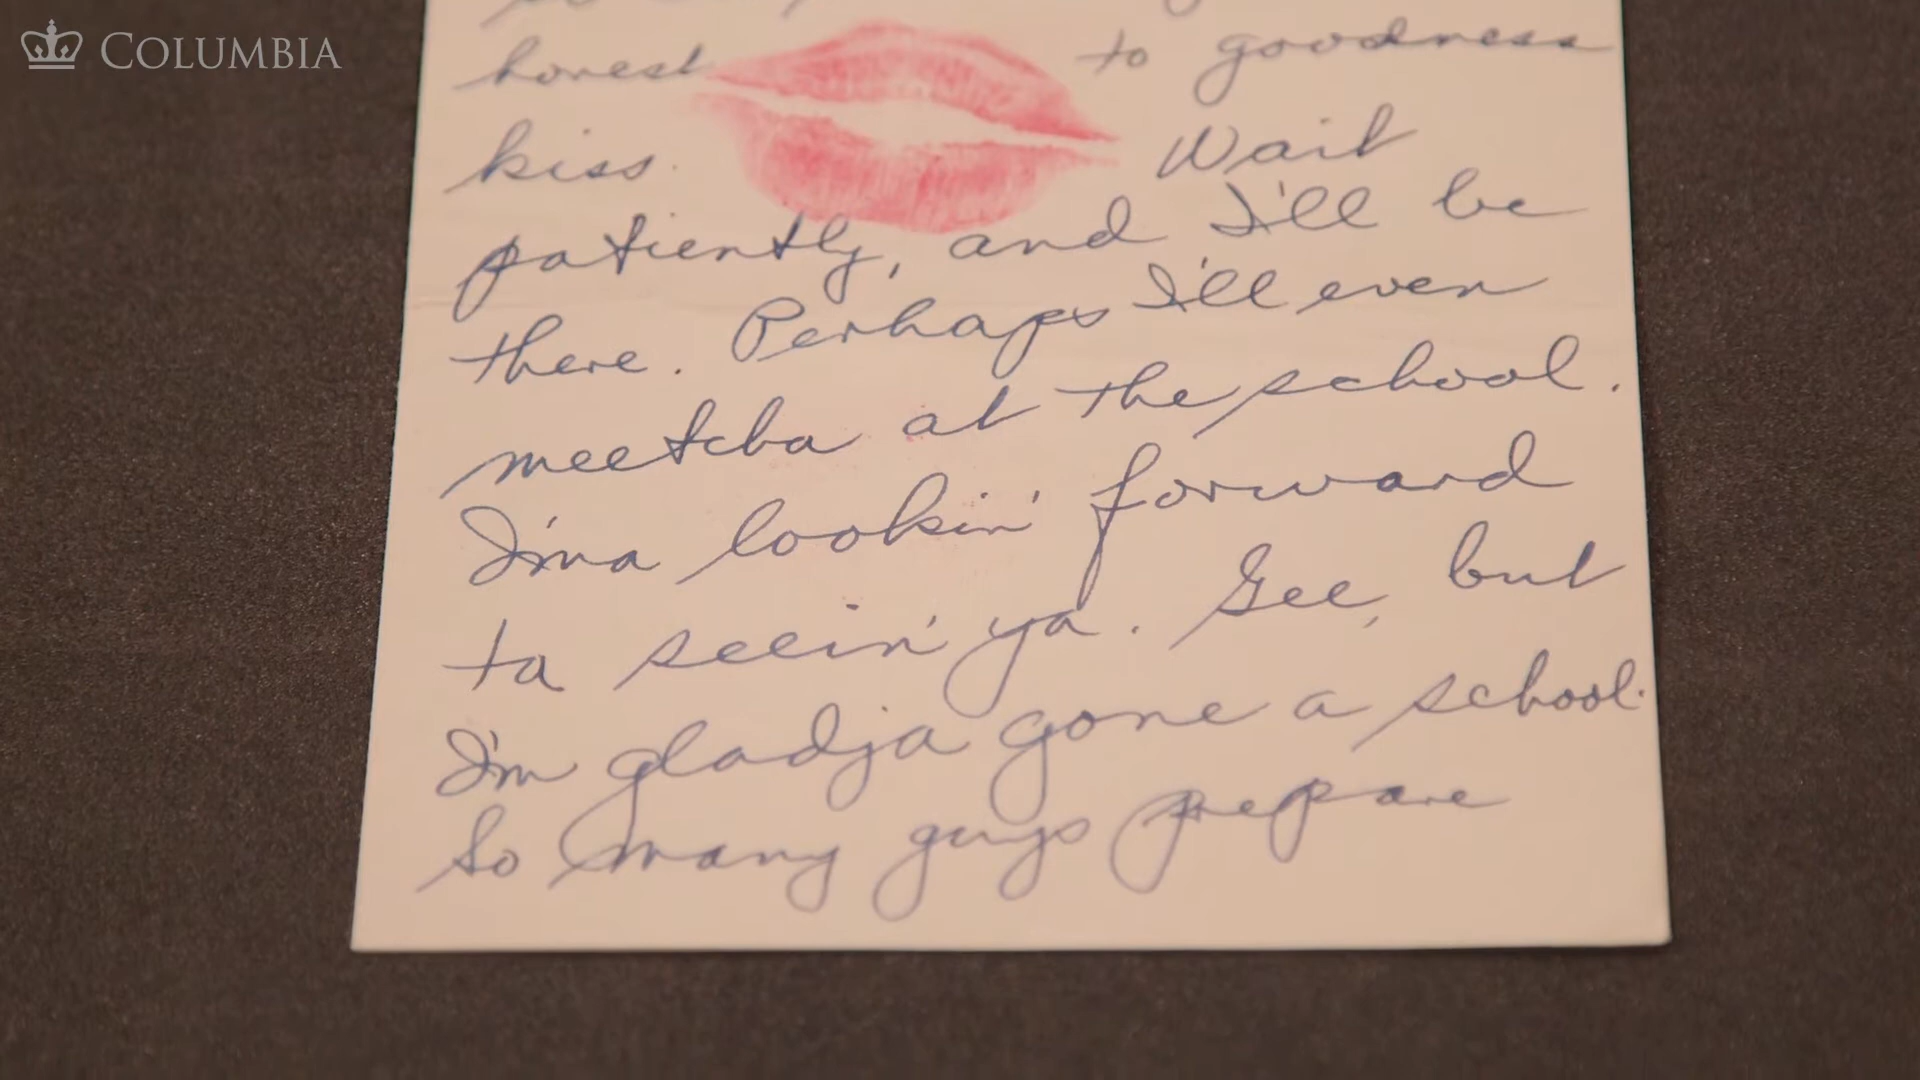 COLUMBIA
honest to goodness
kiss. Wait
patiently, and I'll be
there. Perhaps I'll even
meetcha at the school.
I'ma lookin' forward
ta seein' ya. Gee, but
I'm gladja gone a school.
So many guys prepare